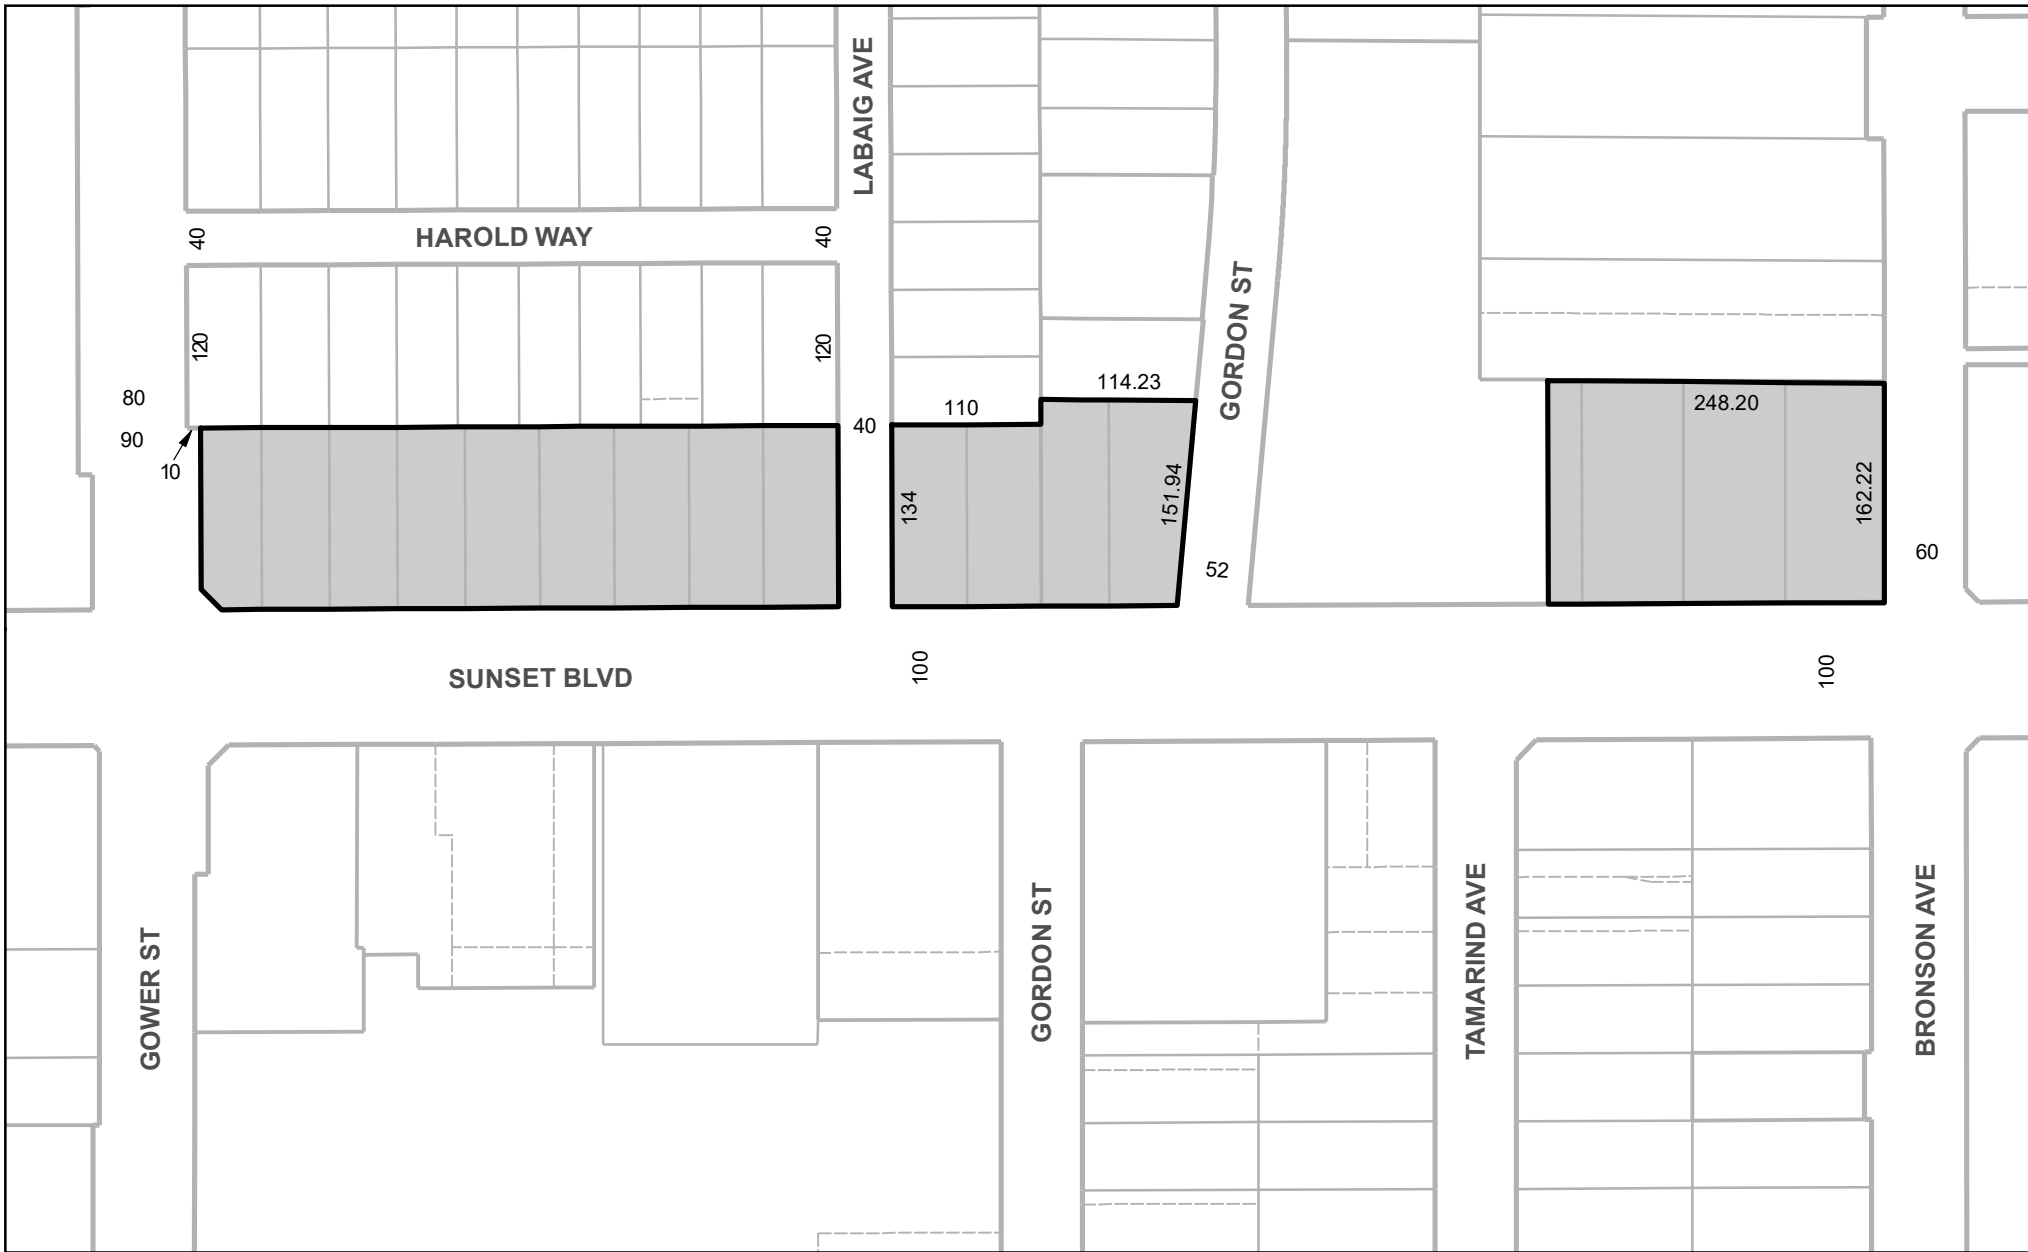 LABAIG AVE
40
HAROLD WAY
40
GORDON ST
120
120
114.23
80
110
248.20
90
40
10
134
151.94
162.22
52
60
SUNSET BLVD
100
100
GOWER ST
GORDON ST
TAMARIND AVE
BRONSON AVE